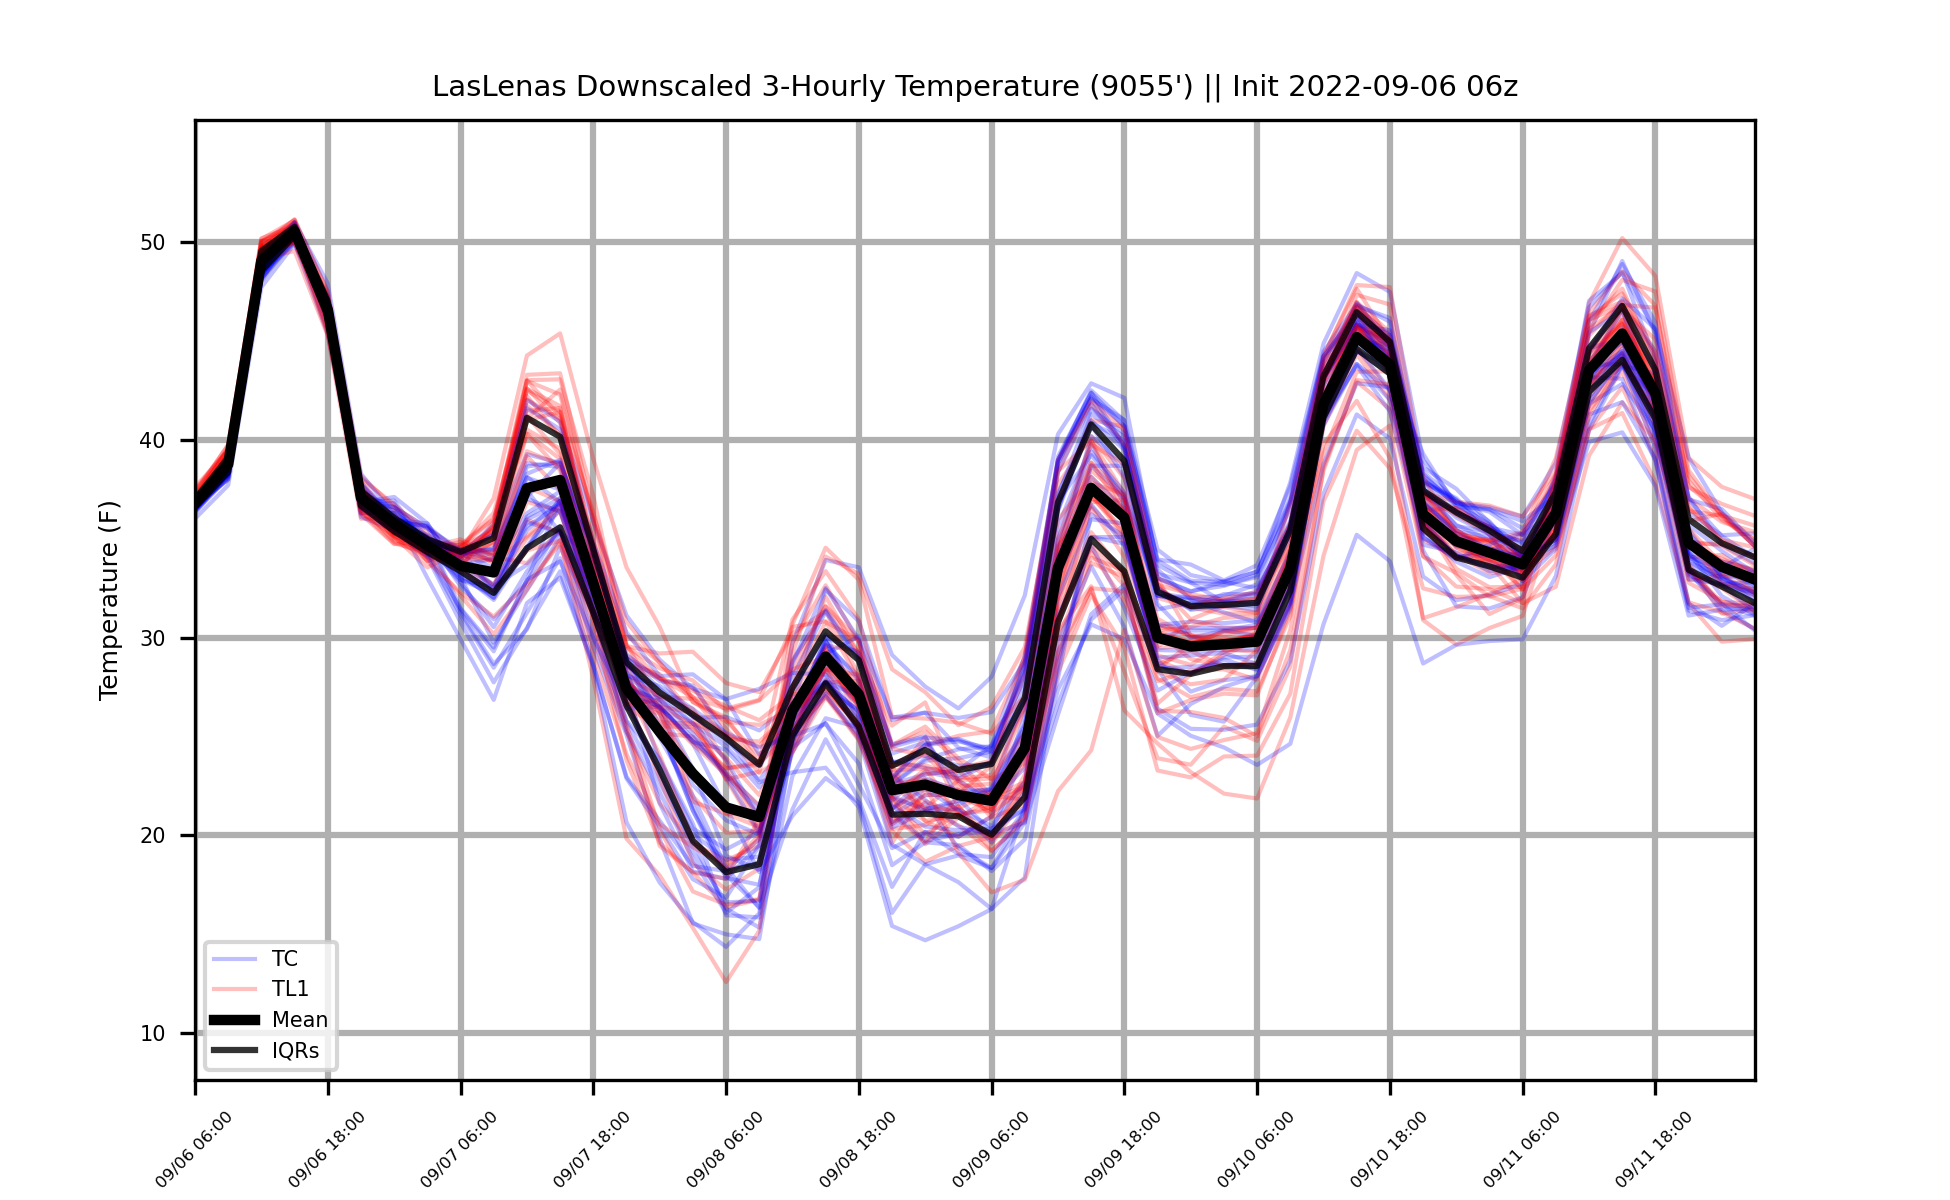 LasLenas Downscaled 3-Hourly Temperature (9055') || Init 2022-09-06 06z
Temperature (F)
50
40
30
20
10
TC
TL1
Mean
IQRs
09/06 06:00
09/06 18:00
09/07 06:00
09/07 18:00
09/08 06:00
09/08 18:00
09/09 06:00
09/09 18:00
09/10 06:00
09/10 18:00
09/11 06:00
09/11 18:00